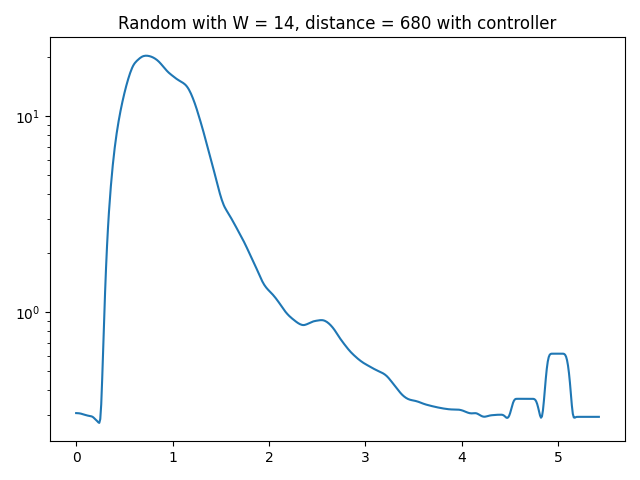 Random with W = 14, distance = 680 with controller
10¹
10⁰
0 1 2 3 4 5